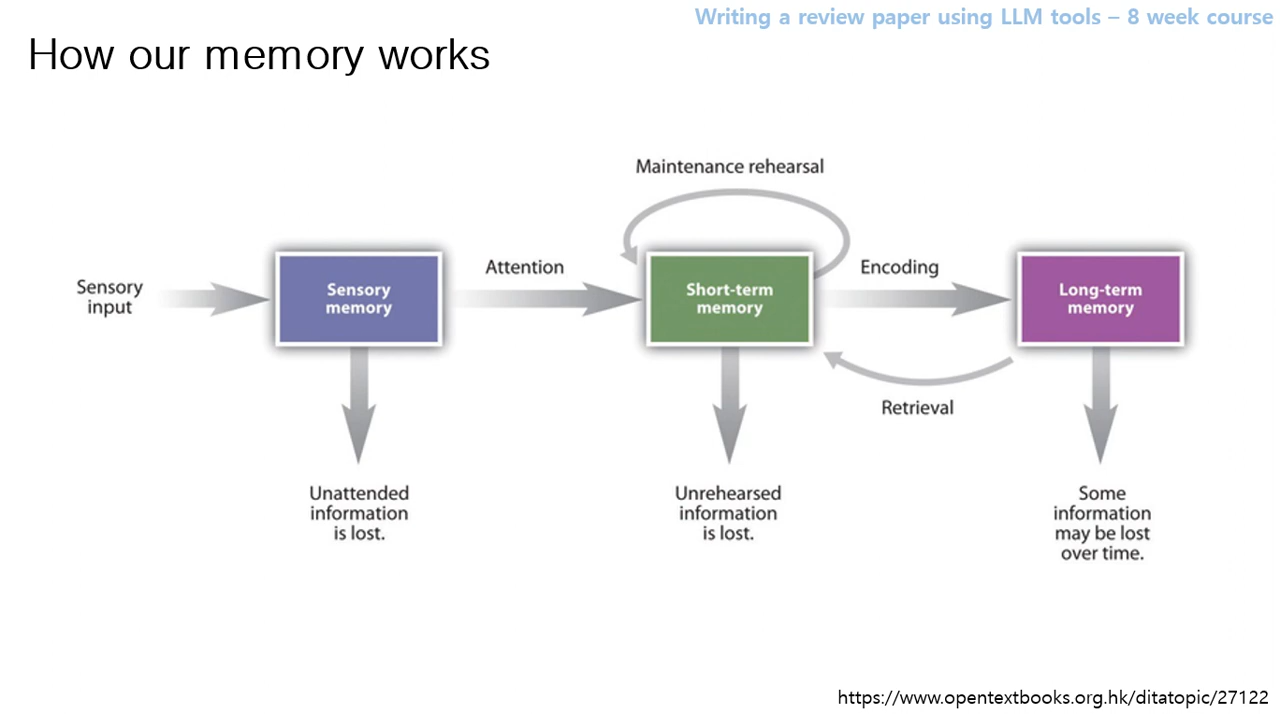 Writing a review paper using LLM tools – 8 week course
How our memory works
Maintenance rehearsal
Sensory
input
Sensory
memory
Attention
Short-term
memory
Encoding
Long-term
memory
Retrieval
Unattended
information
is lost.
Unrehearsed
information
is lost.
Some
information
may be lost
over time.
https://www.opentextbooks.org.hk/ditatopic/27122